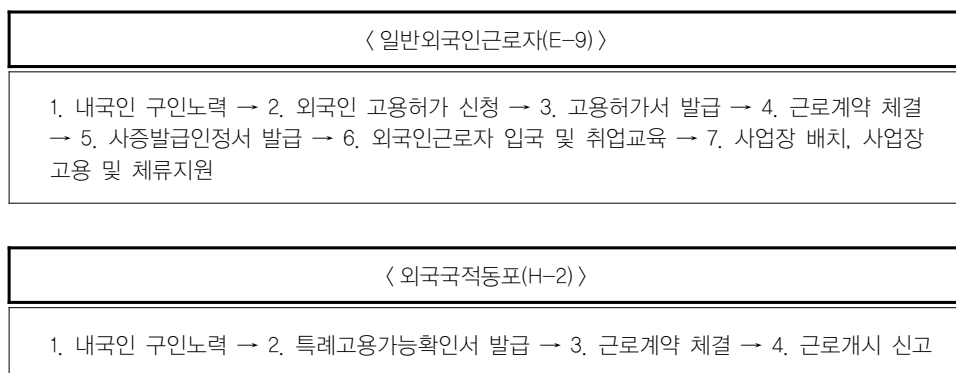 〈 일반외국인근로자(E-9) 〉
1. 내국인 구인노력 → 2. 외국인 고용허가 신청 → 3. 고용허가서 발급 → 4. 근로계약 체결
→ 5. 사증발급인정서 발급 → 6. 외국인근로자 입국 및 취업교육 → 7. 사업장 배치, 사업장
고용 및 체류지원
〈 외국국적동포(H-2) 〉
1. 내국인 구인노력 → 2. 특례고용가능확인서 발급 → 3. 근로계약 체결 → 4. 근로개시 신고